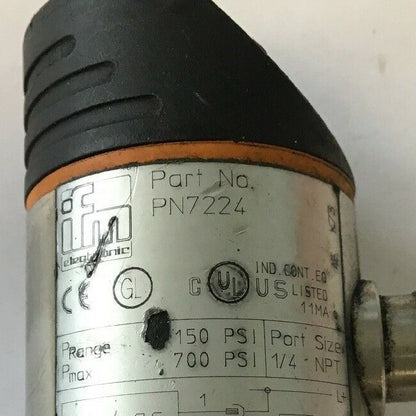 Part No.
PN7224
ifm
electronic
CE GL C UL US
IND. CONT. EQ
LISTED
11MA
PRange 150 PSI Port Size
Pmax 700 PSI 1/4 NPT
1 L+